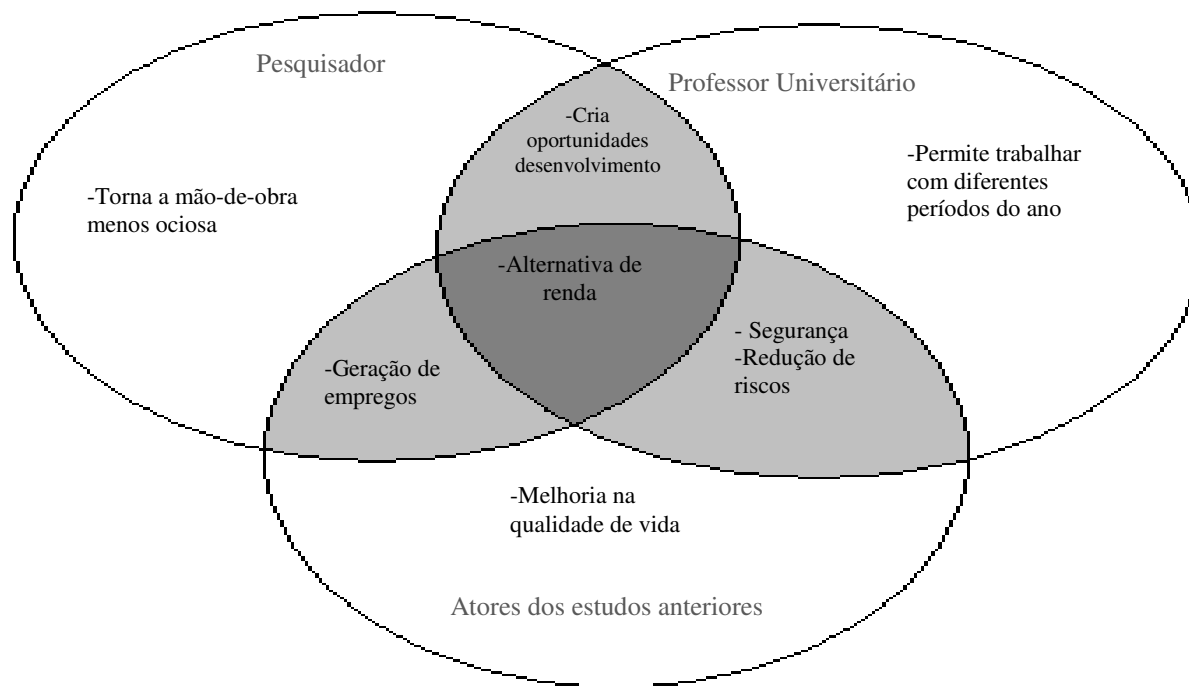 Pesquisador
Professor Universitário
-Cria
oportunidades
desenvolvimento
-Permite trabalhar
com diferentes
períodos do ano
-Torna a mão-de-obra
menos ociosa
-Alternativa de
renda
- Segurança
-Redução de
riscos
-Geração de
empregos
-Melhoria na
qualidade de vida
Atores dos estudos anteriores